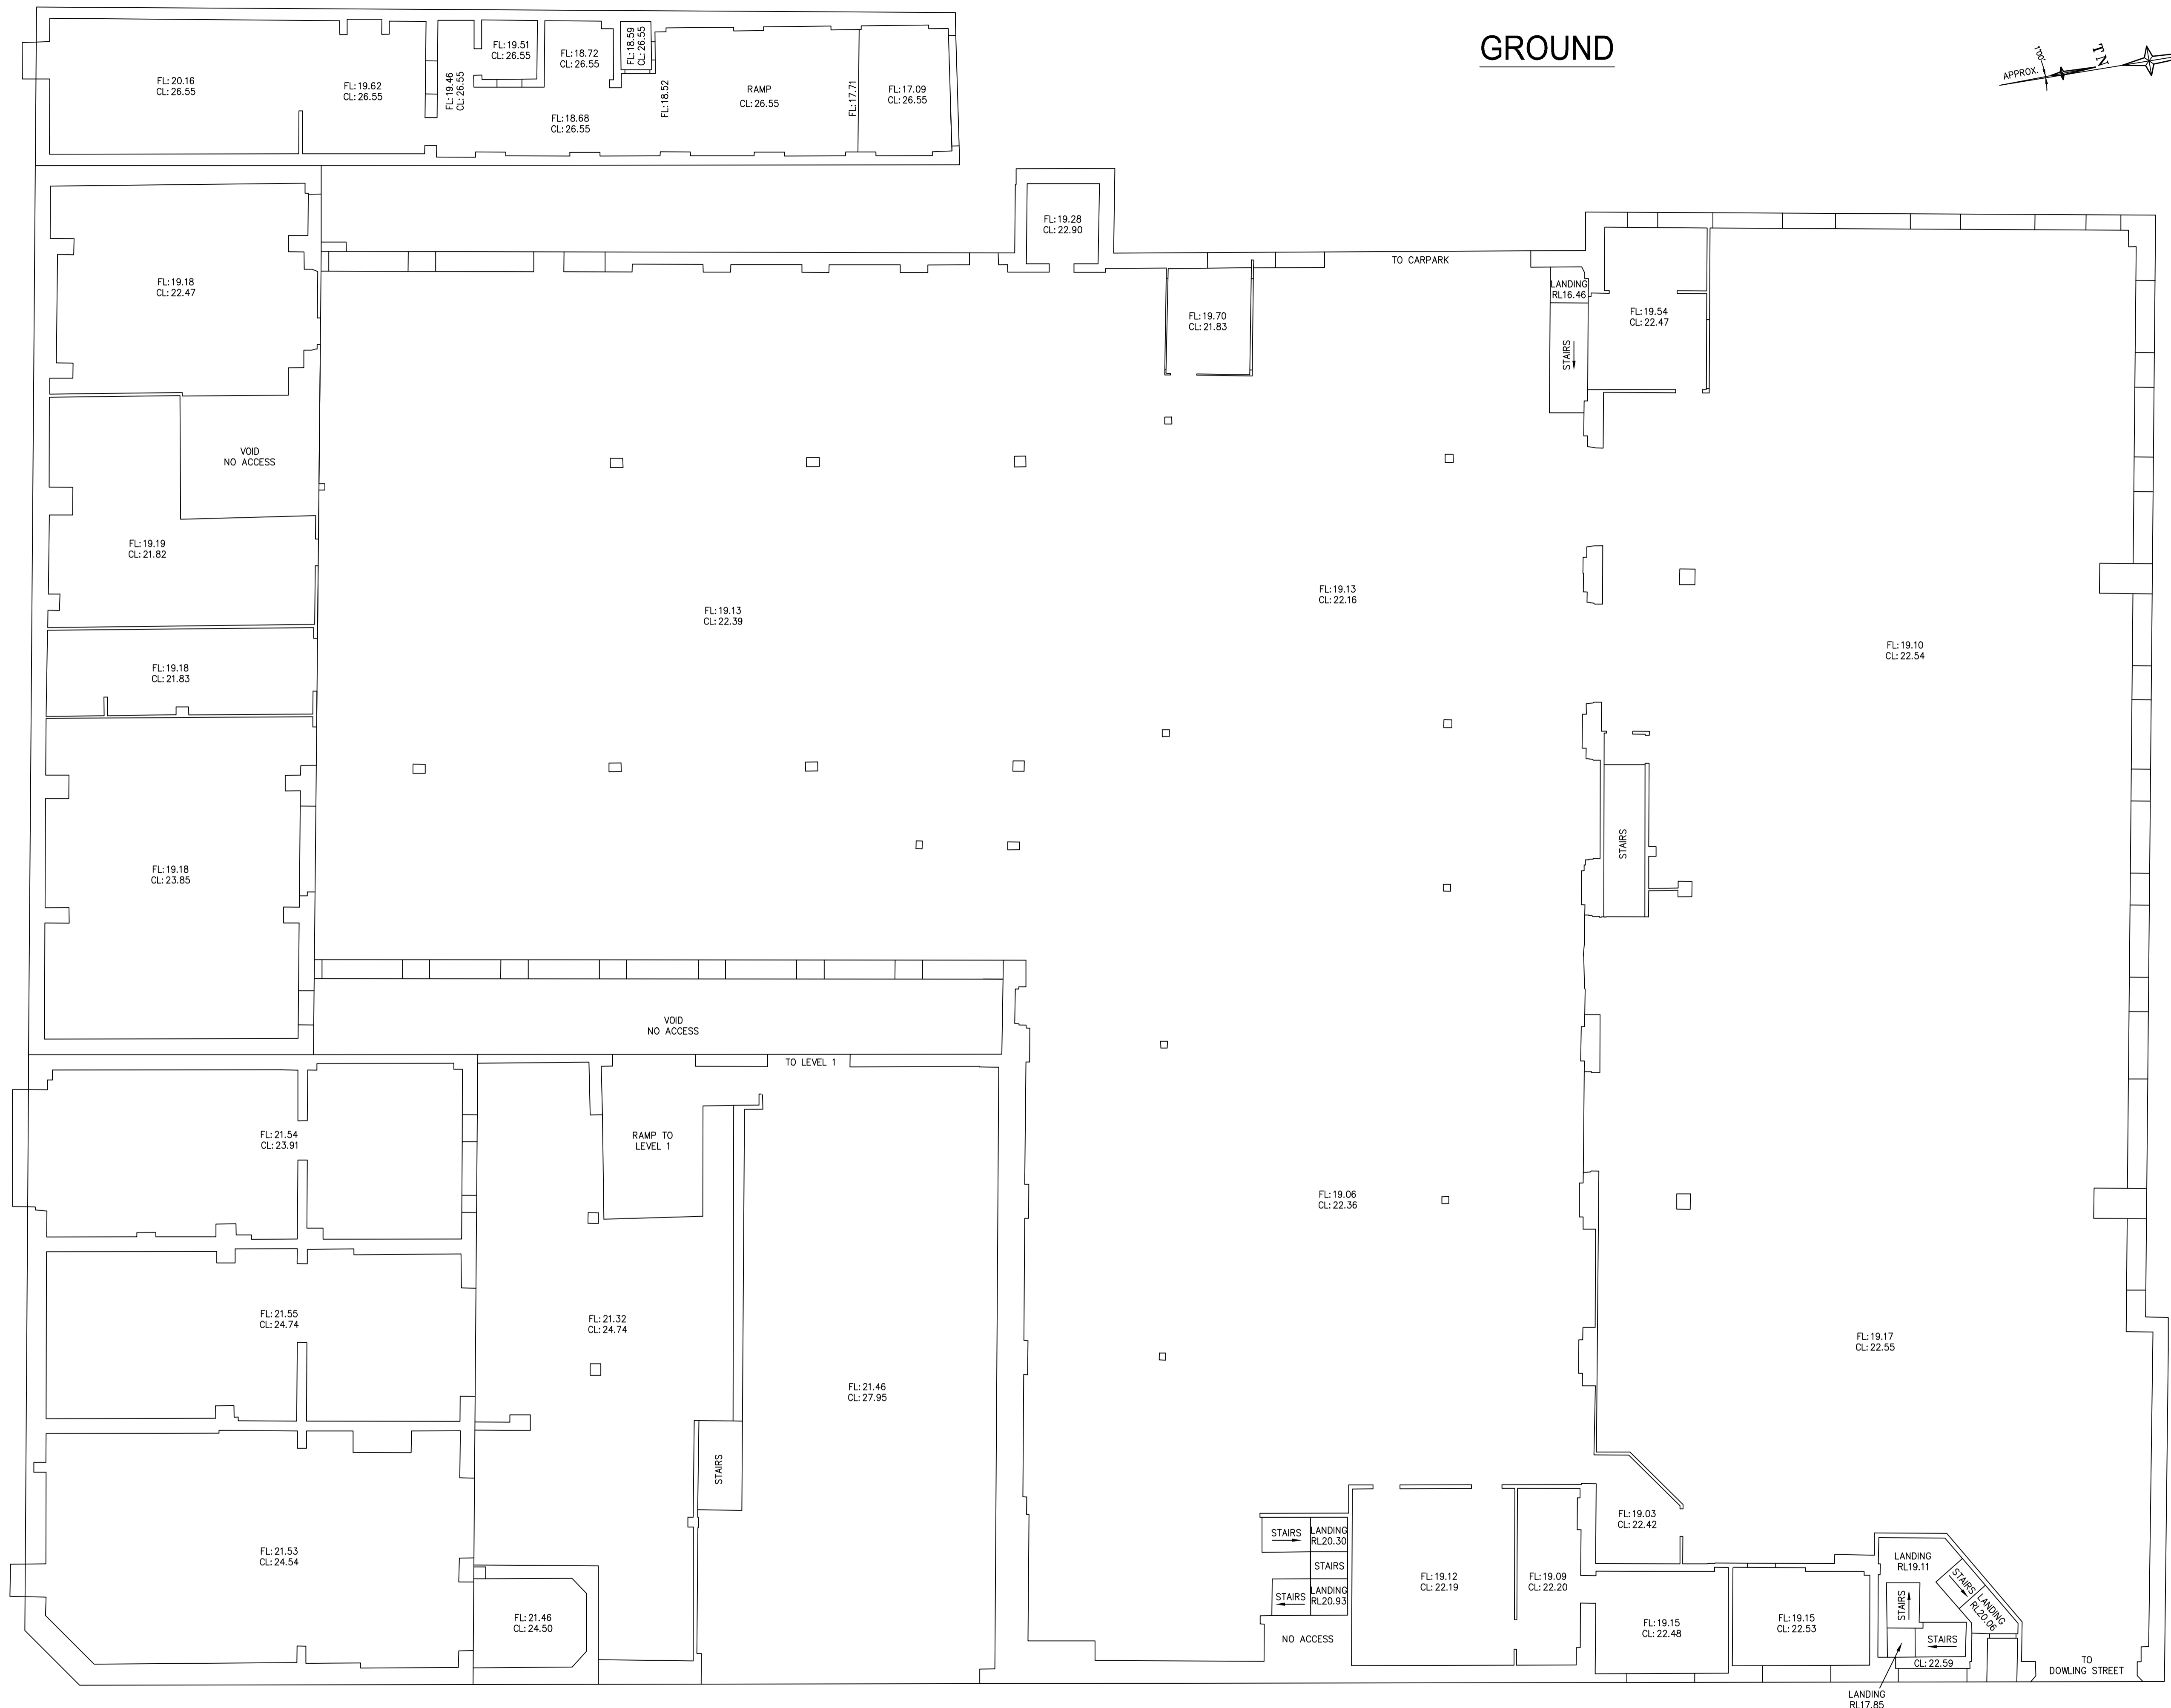 GROUND
100'
APPROX.
TN
FL: 20.16
CL: 26.55
FL: 19.62
CL: 26.55
FL: 19.46
CL: 26.55
FL: 19.51
CL: 26.55
FL: 18.72
CL: 26.55
FL: 18.59
CL: 26.55
FL: 18.68
CL: 26.55
FL: 18.52
RAMP
CL: 26.55
FL: 17.71
FL: 17.09
CL: 26.55
FL: 19.18
CL: 22.47
FL: 19.28
CL: 22.90
TO CARPARK
LANDING
RL16.46
STAIRS
FL: 19.70
CL: 21.83
FL: 19.54
CL: 22.47
VOID
NO ACCESS
FL: 19.19
CL: 21.82
FL: 19.13
CL: 22.39
FL: 19.13
CL: 22.16
FL: 19.10
CL: 22.54
FL: 19.18
CL: 21.83
STAIRS
FL: 19.18
CL: 23.85
VOID
NO ACCESS
TO LEVEL 1
FL: 21.54
CL: 23.91
RAMP TO
LEVEL 1
FL: 19.06
CL: 22.36
FL: 21.55
CL: 24.74
FL: 21.32
CL: 24.74
FL: 19.17
CL: 22.55
FL: 21.46
CL: 27.95
STAIRS
FL: 21.53
CL: 24.54
FL: 21.46
CL: 24.50
STAIRS
LANDING
RL20.30
STAIRS
STAIRS
LANDING
RL20.93
NO ACCESS
FL: 19.12
CL: 22.19
FL: 19.09
CL: 22.20
FL: 19.03
CL: 22.42
FL: 19.15
CL: 22.48
FL: 19.15
CL: 22.53
LANDING
RL19.11
STAIRS
LANDING
RL20.06
STAIRS
STAIRS
CL: 22.59
LANDING
RL17.85
TO
DOWLING STREET